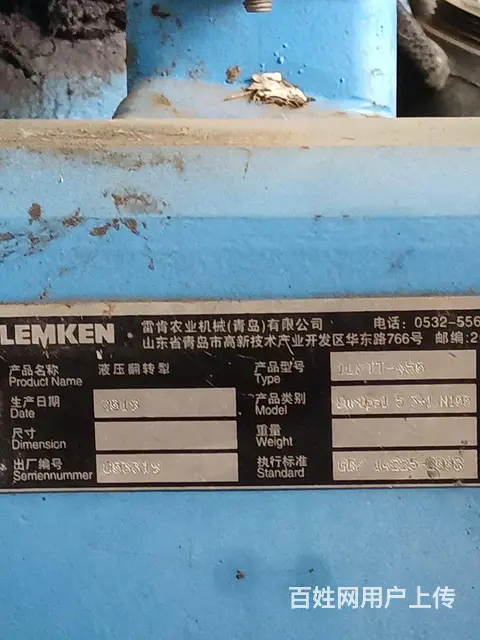 LEMKEN
雷肯农业机械(青岛)有限公司 电话: 0532-556
山东省青岛市高新技术产业开发区华东路766号 邮编:2
产品名称 液压翻转犁 产品型号
Product Name Type
生产日期 产品类别
Date Model
尺寸 重量
Dimension Weight
出厂编号 执行标准
Semennummer Standard
百姓网用户上传